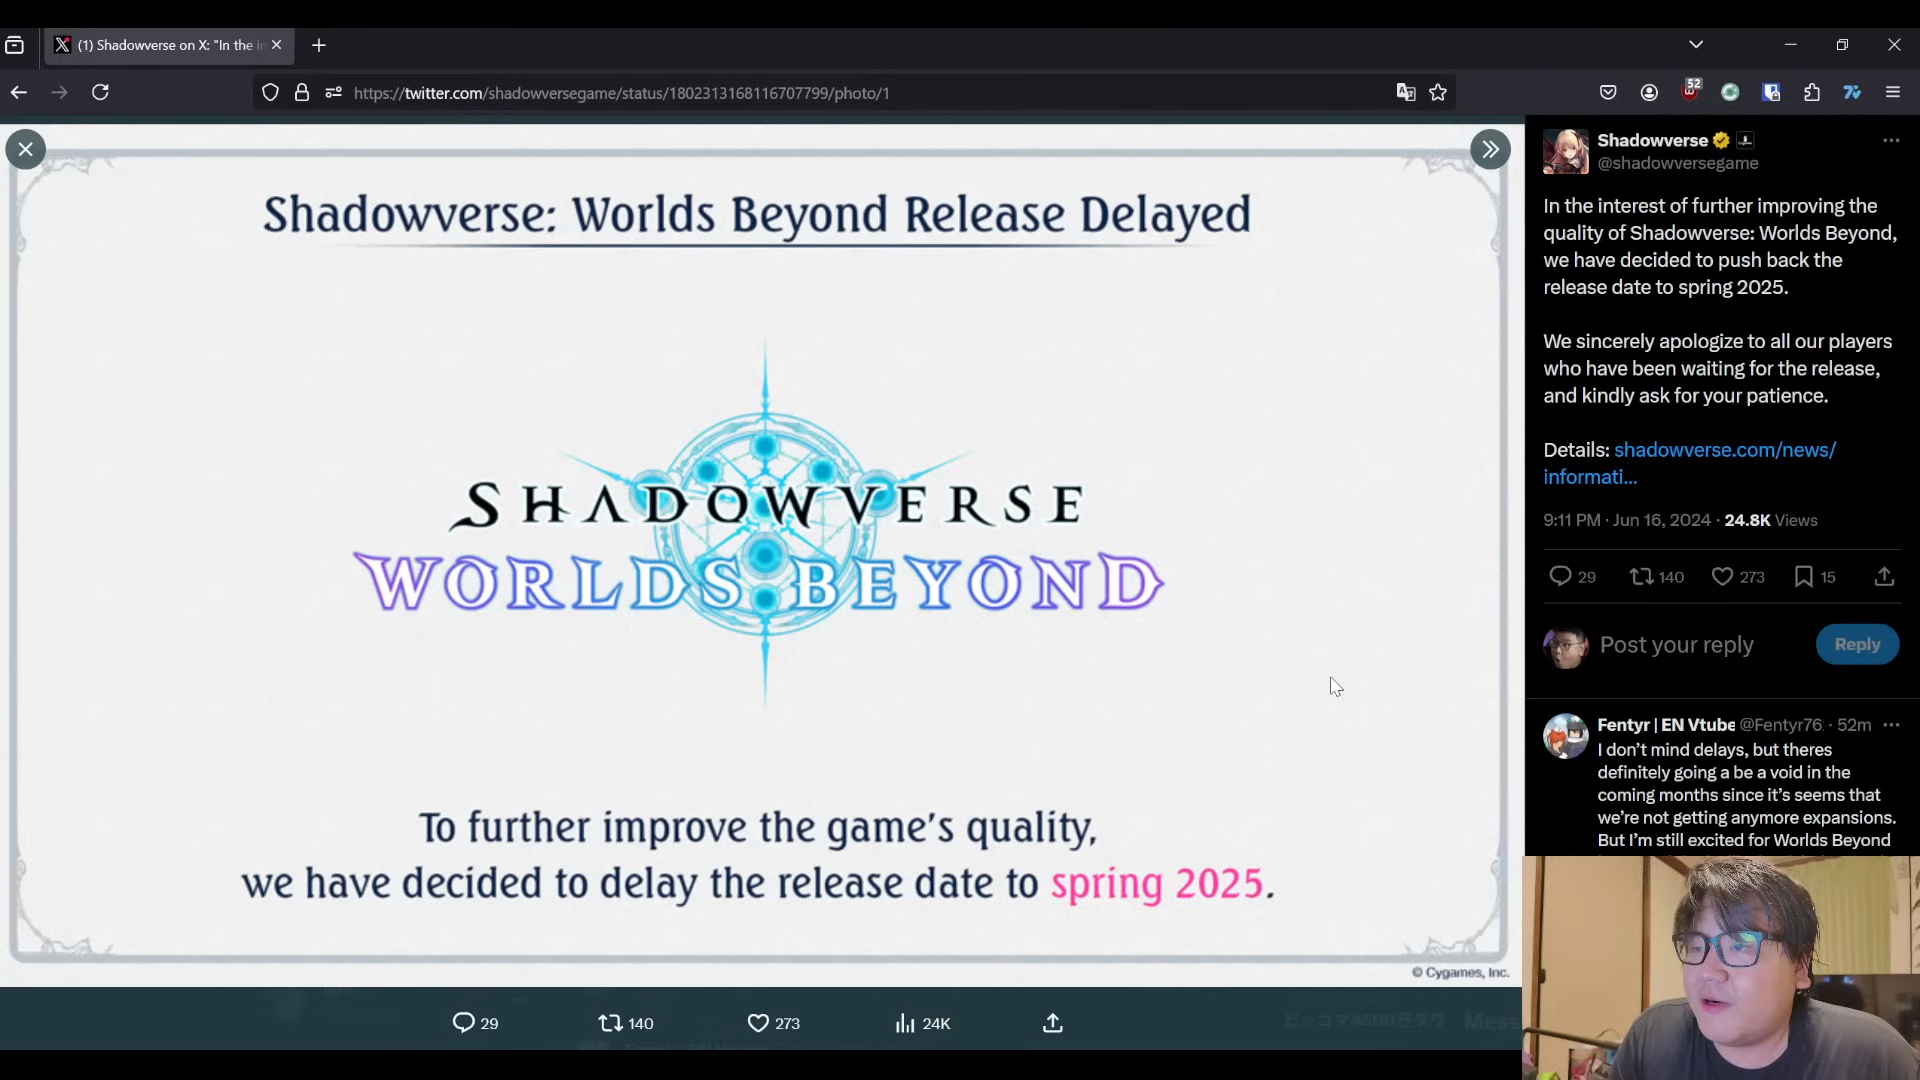 (1) Shadowverse on X: "In the in
https://twitter.com/shadowversegame/status/1802313168116707799/photo/1
52
Shadowverse: Worlds Beyond Release Delayed
SHADOWVERSE
WORLDS BEYOND
To further improve the game's quality,
we have decided to delay the release date to spring 2025.
© Cygames, Inc.
29
140
273
24K
Shadowverse
@shadowversegame
In the interest of further improving the
quality of Shadowverse: Worlds Beyond,
we have decided to push back the
release date to spring 2025.
We sincerely apologize to all our players
who have been waiting for the release,
and kindly ask for your patience.
Details: shadowverse.com/news/
informati...
9:11 PM · Jun 16, 2024 · 24.8K Views
29
140
273
15
Post your reply
Reply
Fentyr | EN Vtube @Fentyr76 · 52m
I don't mind delays, but theres
definitely going a be a void in the
coming months since it's seems that
we're not getting anymore expansions.
But I'm still excited for Worlds Beyond